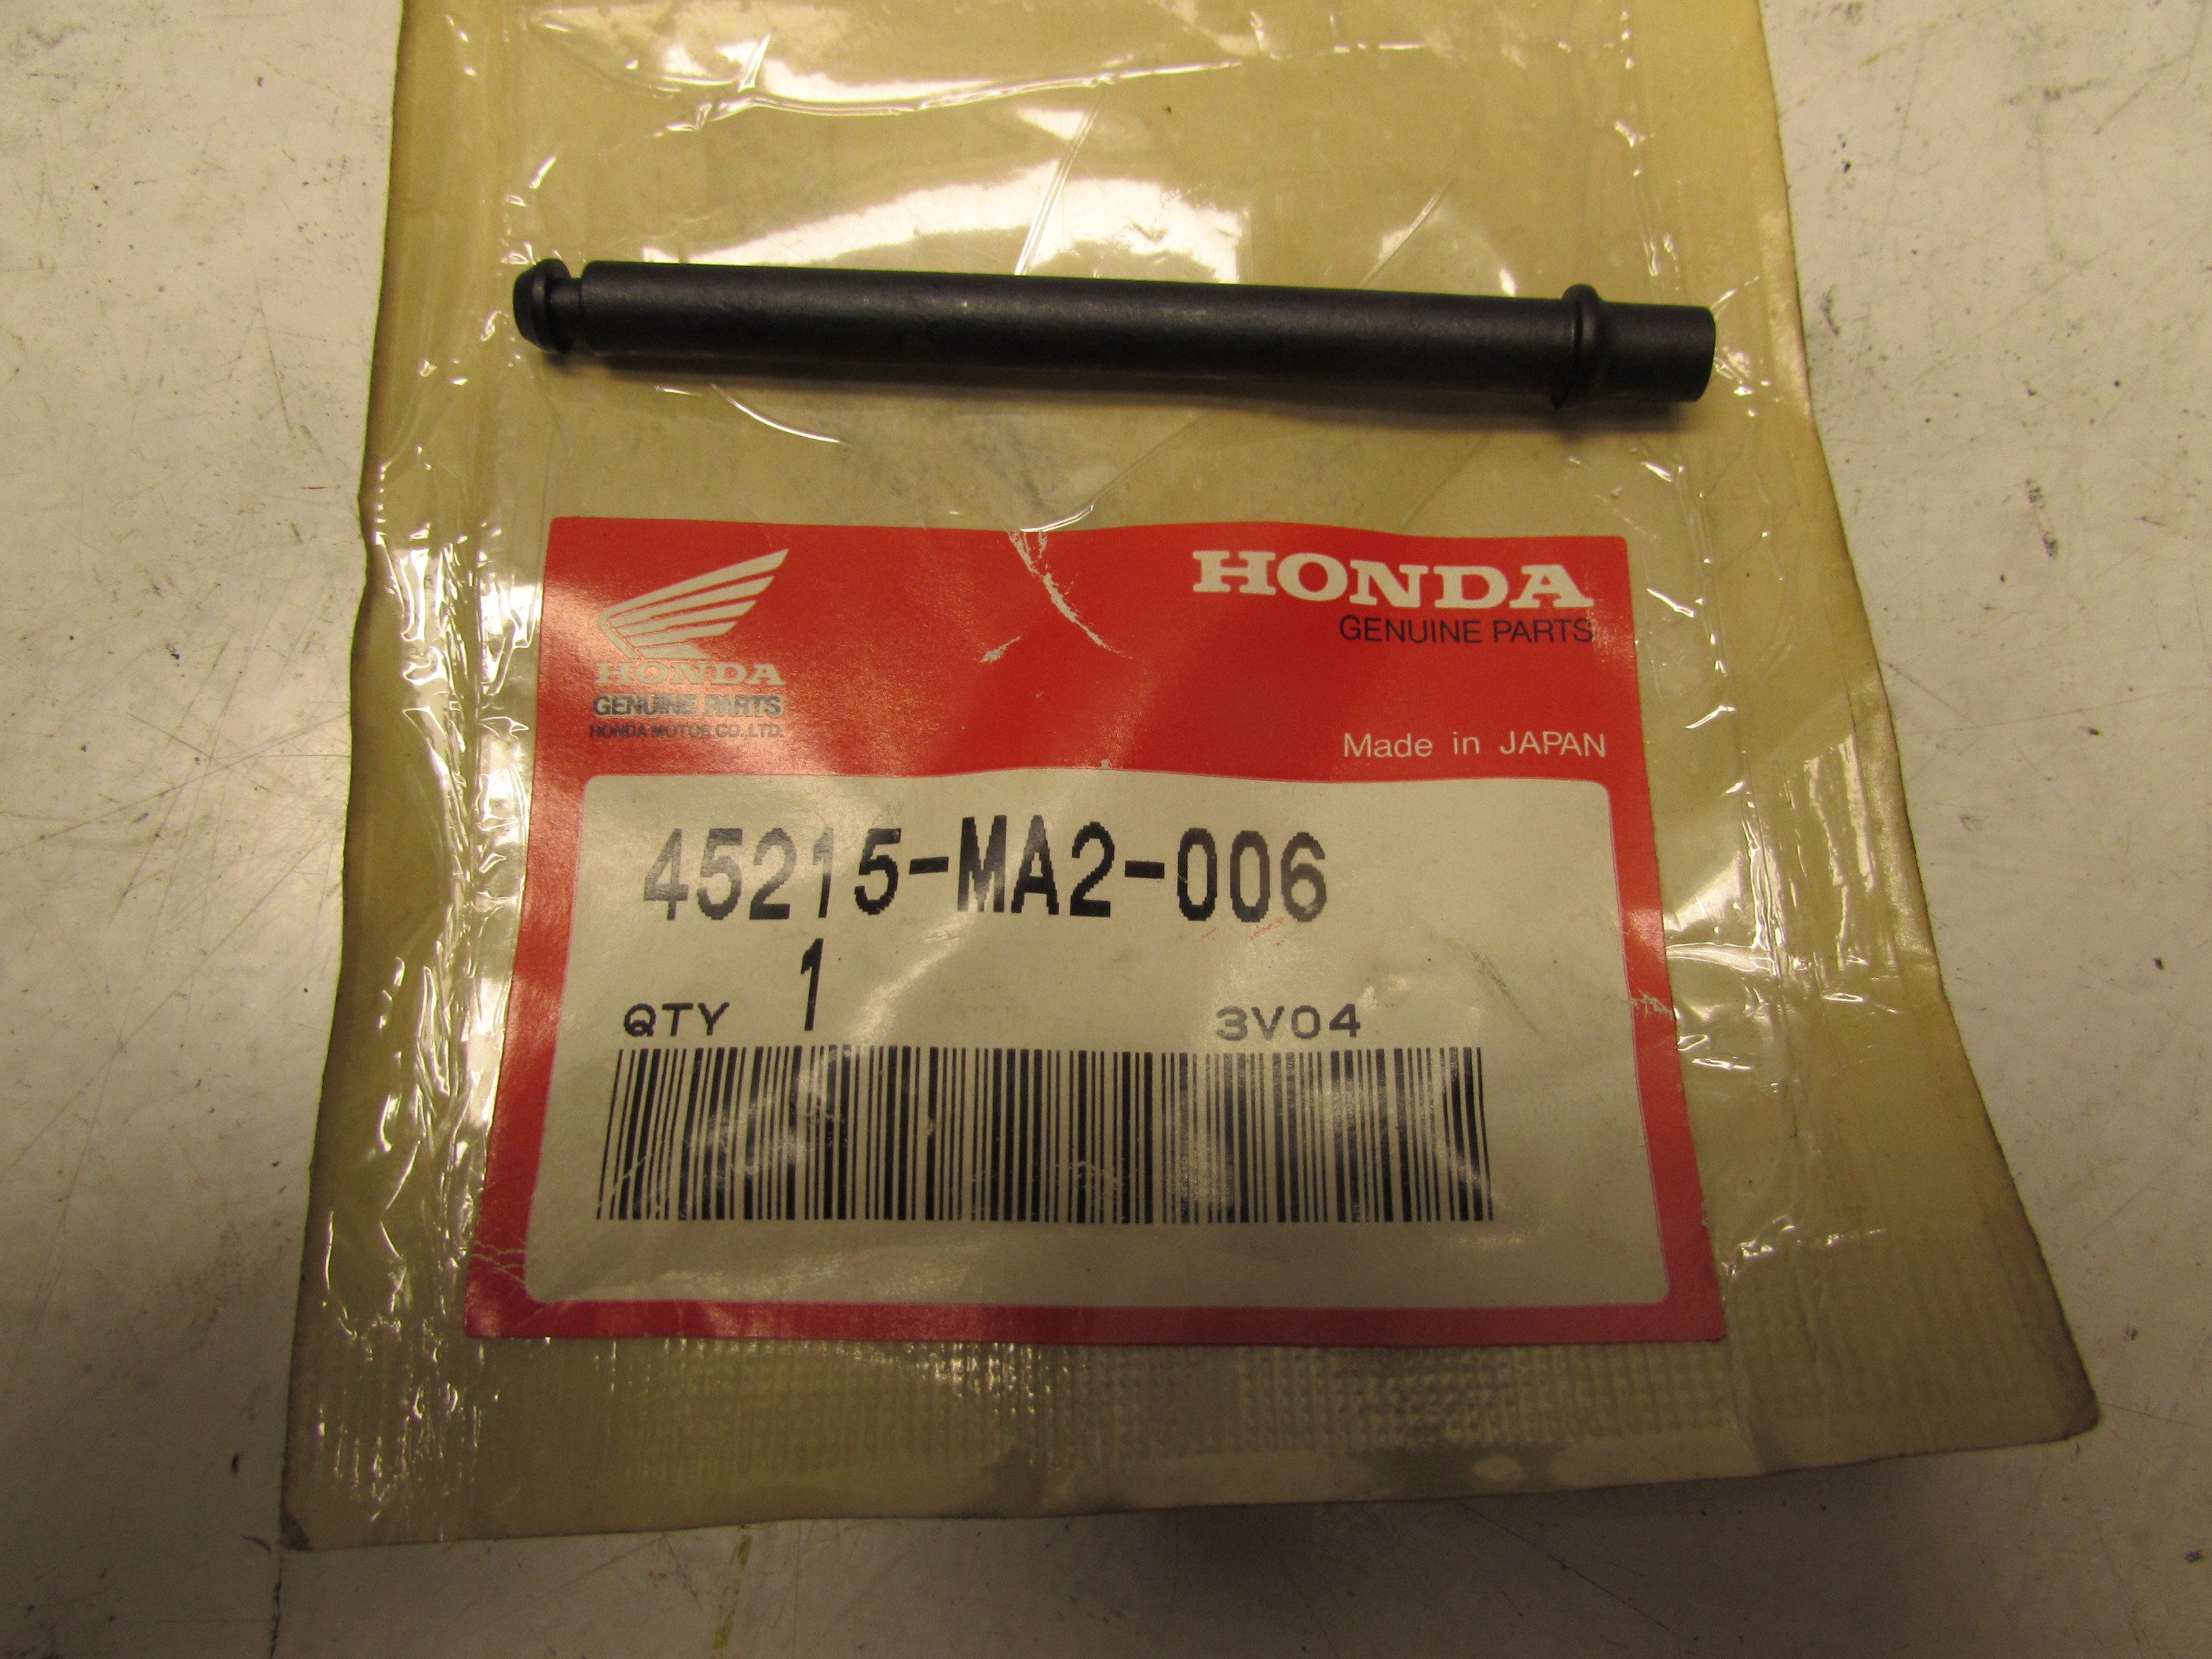 HONDA
GENUINE PARTS
HONDA
GENUINE PARTS
HONDA MOTOR CO.,LTD.
Made in JAPAN
45215-MA2-006
1
QTY
3V04